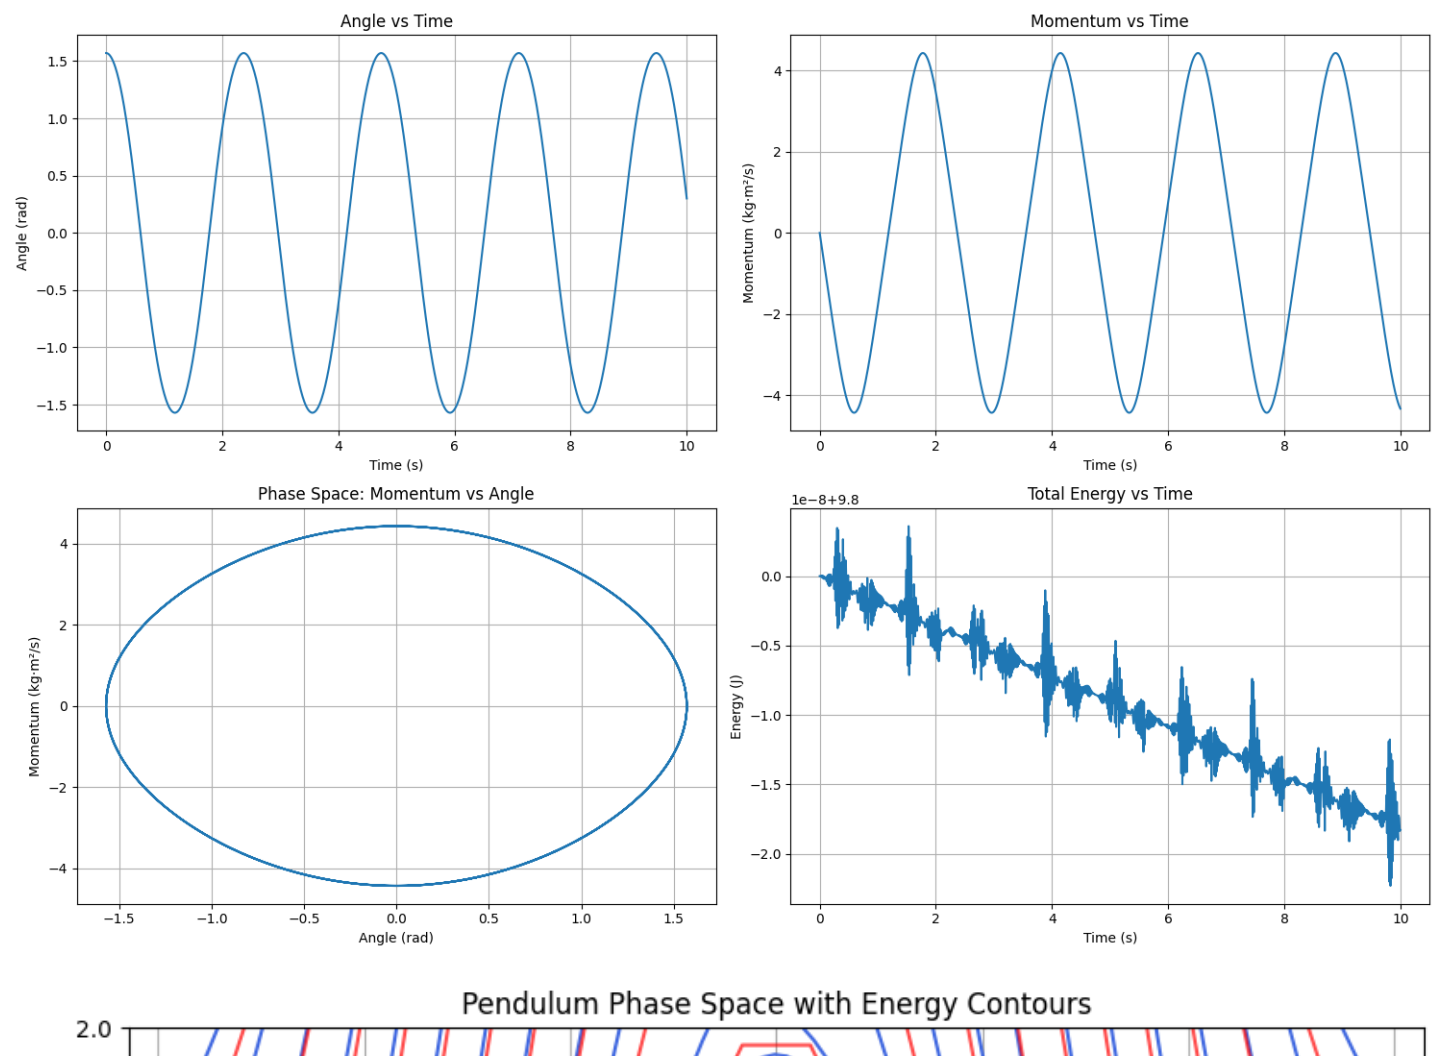 Angle vs Time
Angle (rad)
1.5
1.0
0.5
0.0
−0.5
−1.0
−1.5
0 2 4 6 8 10
Time (s)
Momentum vs Time
Momentum (kg·m²/s)
4
2
0
−2
−4
0 2 4 6 8 10
Time (s)
Phase Space: Momentum vs Angle
Momentum (kg·m²/s)
4
2
0
−2
−4
−1.5 −1.0 −0.5 0.0 0.5 1.0 1.5
Angle (rad)
Total Energy vs Time
1e−8+9.8
Energy (J)
0.0
−0.5
−1.0
−1.5
−2.0
0 2 4 6 8 10
Time (s)
Pendulum Phase Space with Energy Contours
2.0